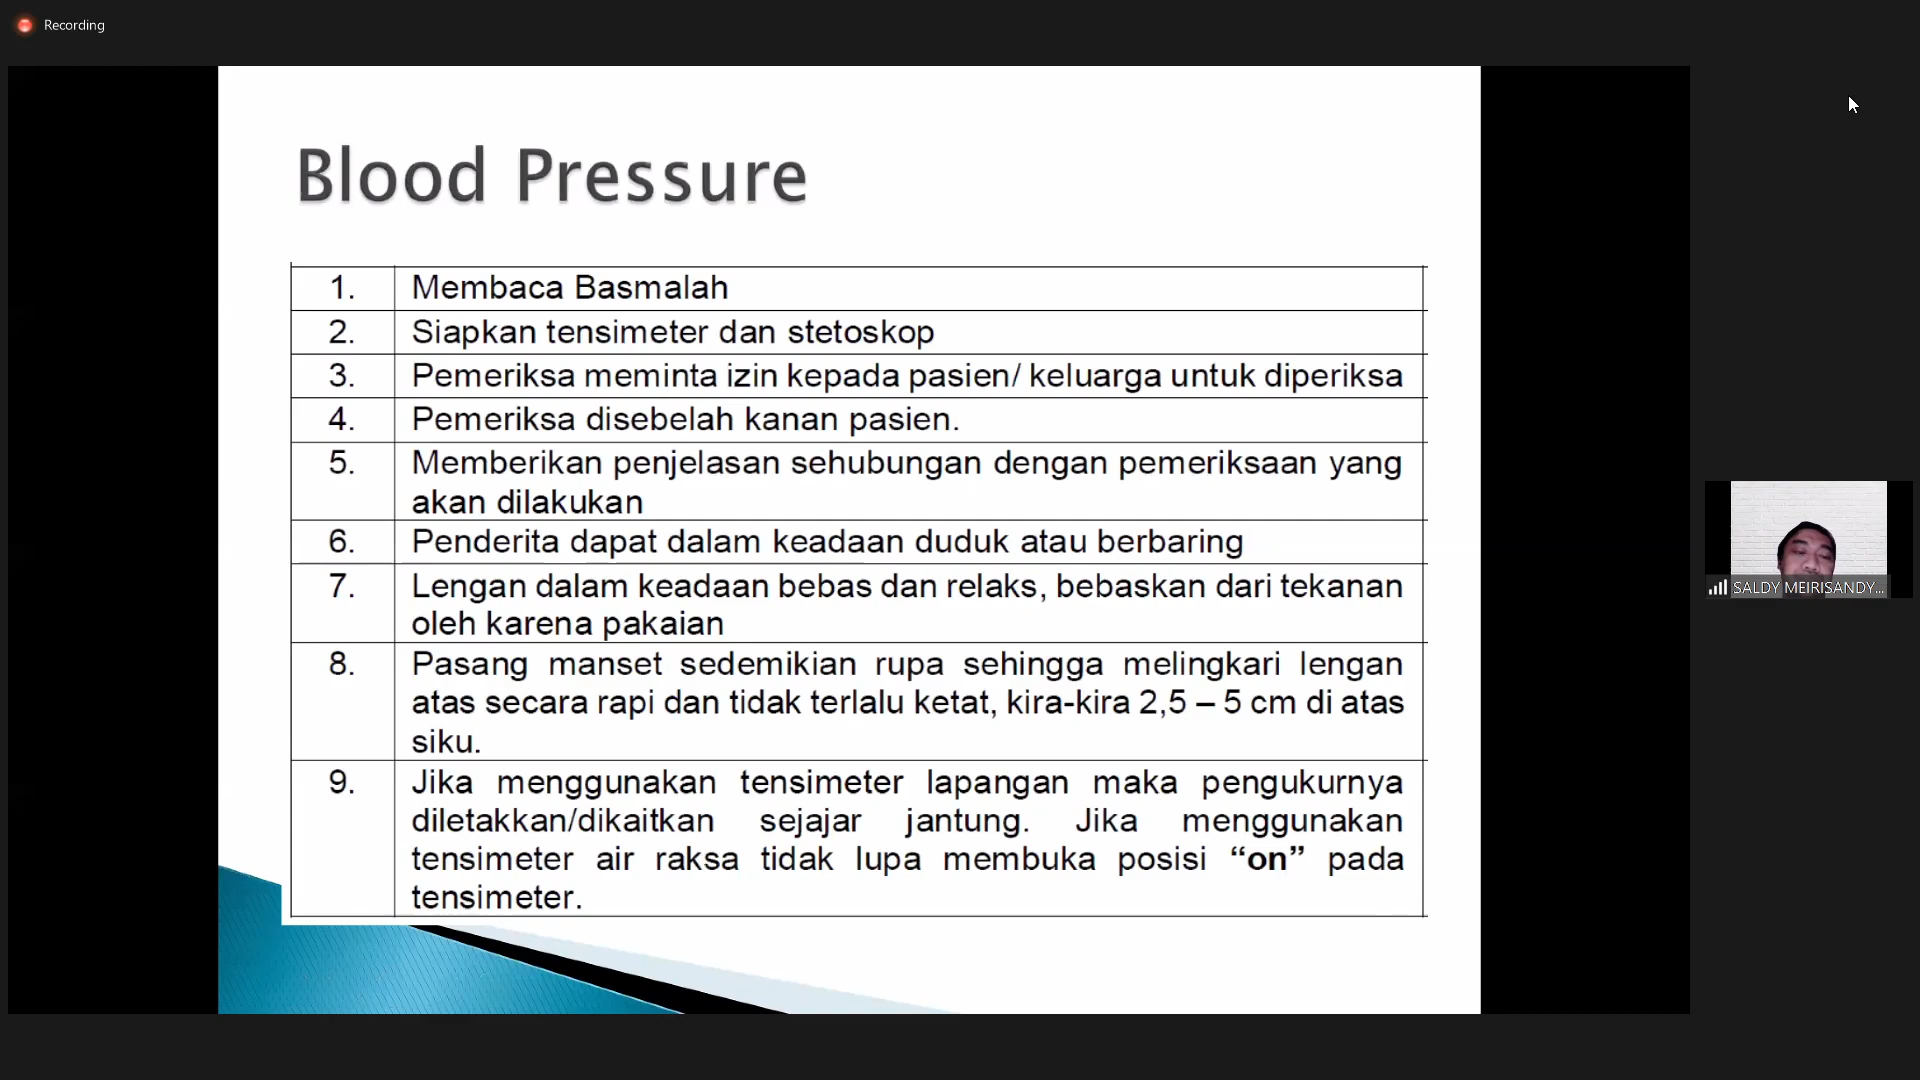 Recording
Blood Pressure
1. Membaca Basmalah
2. Siapkan tensimeter dan stetoskop
3. Pemeriksa meminta izin kepada pasien/ keluarga untuk diperiksa
4. Pemeriksa disebelah kanan pasien.
5. Memberikan penjelasan sehubungan dengan pemeriksaan yang
akan dilakukan
6. Penderita dapat dalam keadaan duduk atau berbaring
7. Lengan dalam keadaan bebas dan relaks, bebaskan dari tekanan
oleh karena pakaian
8. Pasang manset sedemikian rupa sehingga melingkari lengan
atas secara rapi dan tidak terlalu ketat, kira-kira 2,5 – 5 cm di atas
siku.
9. Jika menggunakan tensimeter lapangan maka pengukurnya
diletakkan/dikaitkan sejajar jantung. Jika menggunakan
tensimeter air raksa tidak lupa membuka posisi “on” pada
tensimeter.
SALDY MEIRISANDY...